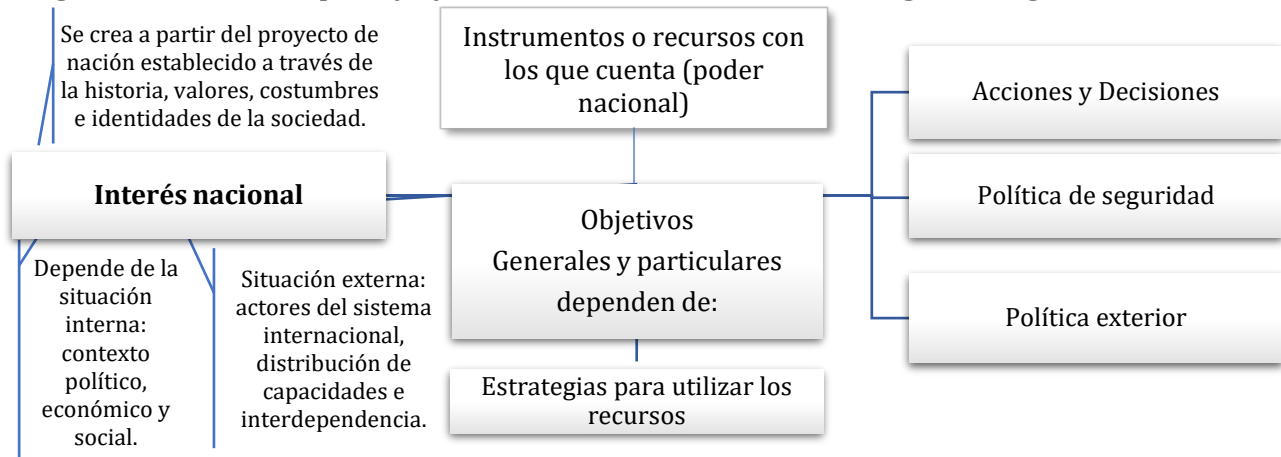 Se crea a partir del proyecto de
nación establecido a través de
la historia, valores, costumbres
e identidades de la sociedad.
Interés nacional
Depende de la
situación
interna:
contexto
político,
económico y
social.
Situación externa:
actores del sistema
internacional,
distribución de
capacidades e
interdependencia.
Instrumentos o recursos con
los que cuenta (poder
nacional)
Objetivos
Generales y particulares
dependen de:
Estrategias para utilizar los
recursos
Acciones y Decisiones
Política de seguridad
Política exterior